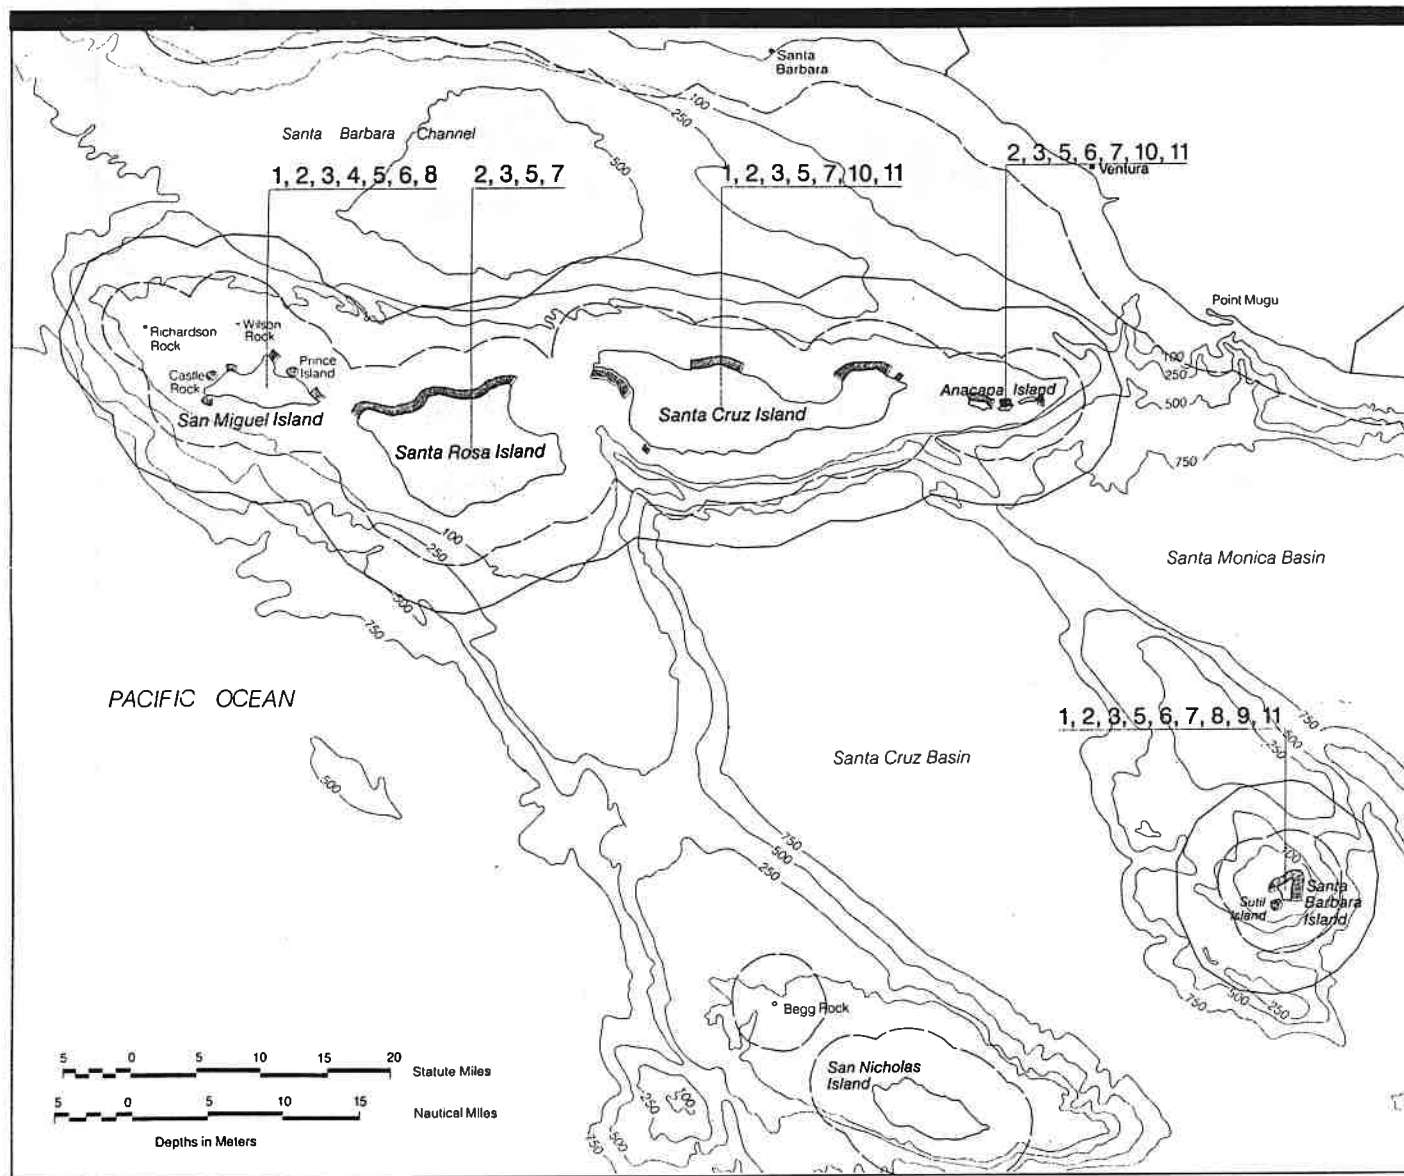 Santa
Barbara
100
250
Santa Barbara Channel
500
1, 2, 3, 4, 5, 6, 8
2, 3, 5, 7
1, 2, 3, 5, 7, 10, 11
2, 3, 5, 6, 7, 10, 11
Ventura
Point Mugu
Richardson
Rock
Wilson
Rock
Castle
Rock
Prince
Island
San Miguel Island
Santa Rosa Island
Santa Cruz Island
Anacapa Island
100
250
500
750
100
250
500
750
Santa Monica Basin
PACIFIC OCEAN
500
Santa Cruz Basin
1, 2, 3, 5, 6, 7, 8, 9, 11
750
500
250
100
Sutil
Island
Santa
Barbara
Island
750
500
250
750
500
250
Begg Rock
San Nicholas
Island
250
100
500
750
5 0 5 10 15 20
Statute Miles
5 0 5 10 15
Nautical Miles
Depths in Meters